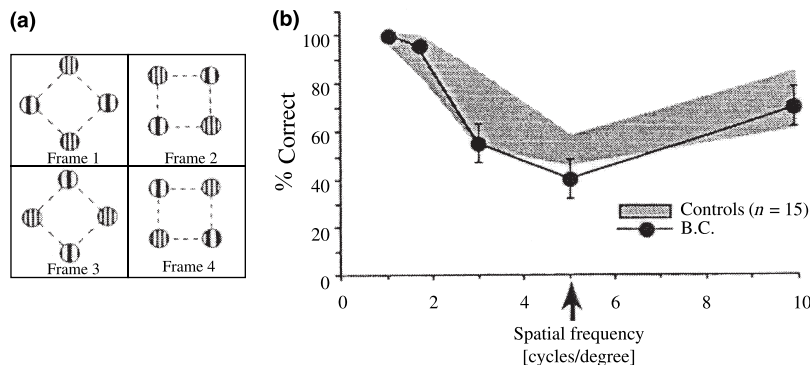 (a)
Frame 1
Frame 2
Frame 3
Frame 4
(b)
% Correct
100
80
60
40
20
0
0
2
4
6
8
10
Controls (n = 15)
B.C.
Spatial frequency
[cycles/degree]